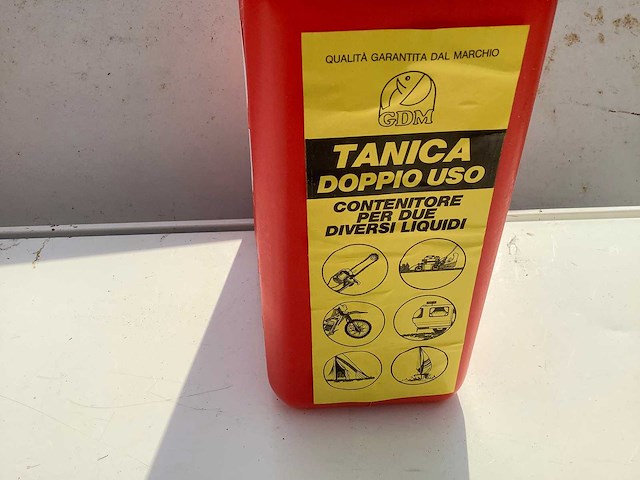 QUALITÀ GARANTITA DAL MARCHIO
GDM
TANICA
DOPPIO USO
CONTENITORE
PER DUE
DIVERSI LIQUIDI